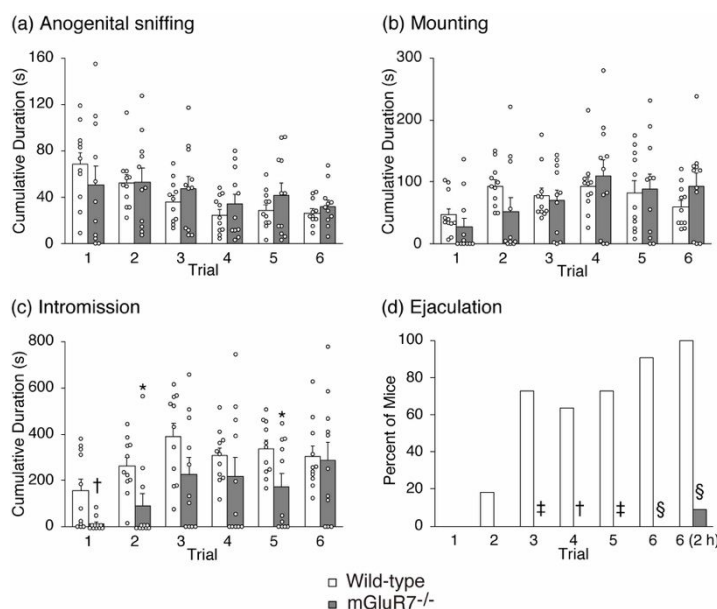 (a) Anogenital sniffing
Cumulative Duration (s)
160
120
80
40
0
1 2 3 4 5 6
Trial
(b) Mounting
Cumulative Duration (s)
300
200
100
0
1 2 3 4 5 6
Trial
(c) Intromission
Cumulative Duration (s)
800
600
400
200
0
† * *
1 2 3 4 5 6
Trial
(d) Ejaculation
Percent of Mice
100
80
60
40
20
0
‡ † ‡ § §
1 2 3 4 5 6 6 (2 h)
Trial
Wild-type
mGluR7-/-